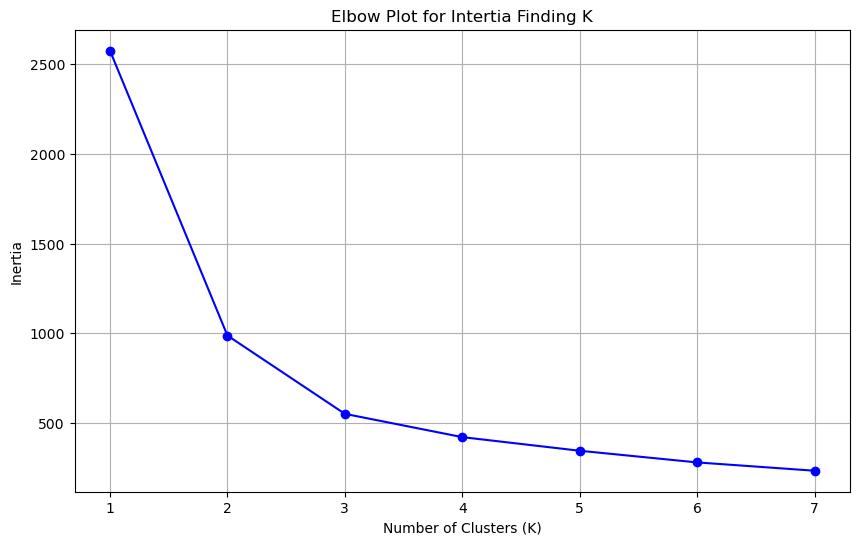 Elbow Plot for Intertia Finding K
2500
2000
1500
1000
500
Inertia
1 2 3 4 5 6 7
Number of Clusters (K)